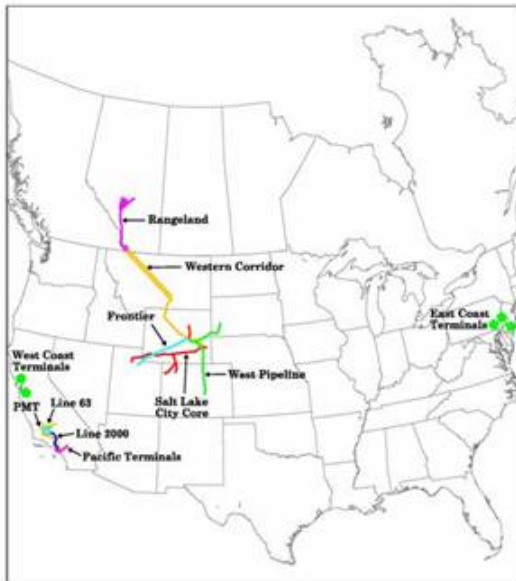 Rangeland
Western Corridor
Frontier
East Coast
Terminals
West Coast
Terminals
West Pipeline
Salt Lake
City Core
PMT
Line 63
Line 2000
Pacific Terminals